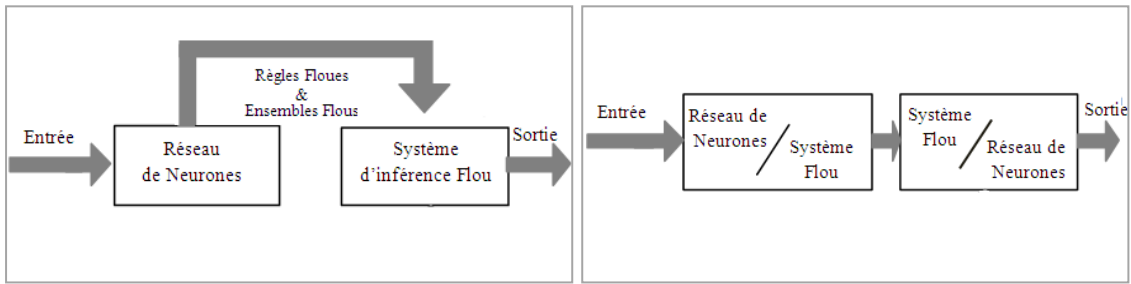 Règles Floues
&
Ensembles Flous
Entrée
Réseau
de Neurones
Système
d'inférence Flou
Sortie
Entrée
Réseau de
Neurones
/
Système
Flou
Système
Flou
/
Réseau de
Neurones
Sortie